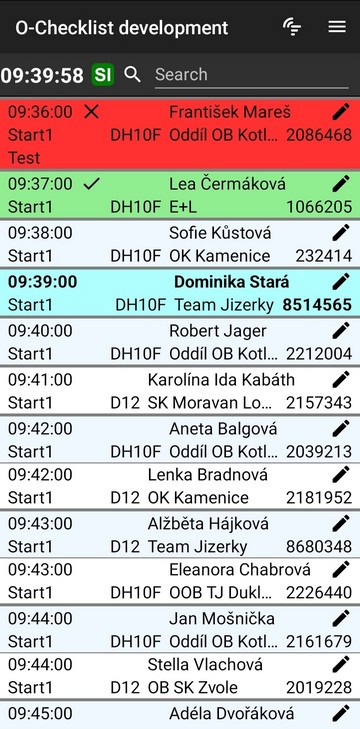 O-Checklist development
09:39:58 SI Search
09:36:00 František Mareš
Start1 DH10F Oddíl OB Kotl... 2086468
Test
09:37:00 Lea Čermáková
Start1 DH10F E+L 1066205
09:38:00 Sofie Kůstová
Start1 DH10F OK Kamenice 232414
09:39:00 Dominika Stará
Start1 DH10F Team Jizerky 8514565
09:40:00 Robert Jager
Start1 DH10F Oddíl OB Kotl... 2212004
09:41:00 Karolína Ida Kabáth
Start1 D12 SK Moravan Lo... 2157343
09:42:00 Aneta Balgová
Start1 DH10F Oddíl OB Kotl... 2039213
09:42:00 Lenka Bradnová
Start1 D12 OK Kamenice 2181952
09:43:00 Alžběta Hájková
Start1 D12 Team Jizerky 8680348
09:43:00 Eleanora Chabrová
Start1 DH10F OOB TJ Dukl... 2226440
09:44:00 Jan Mošnička
Start1 DH10F Oddíl OB Kotl... 2161679
09:44:00 Stella Vlachová
Start1 D12 OB SK Zvole 2019228
09:45:00 Adéla Dvořáková